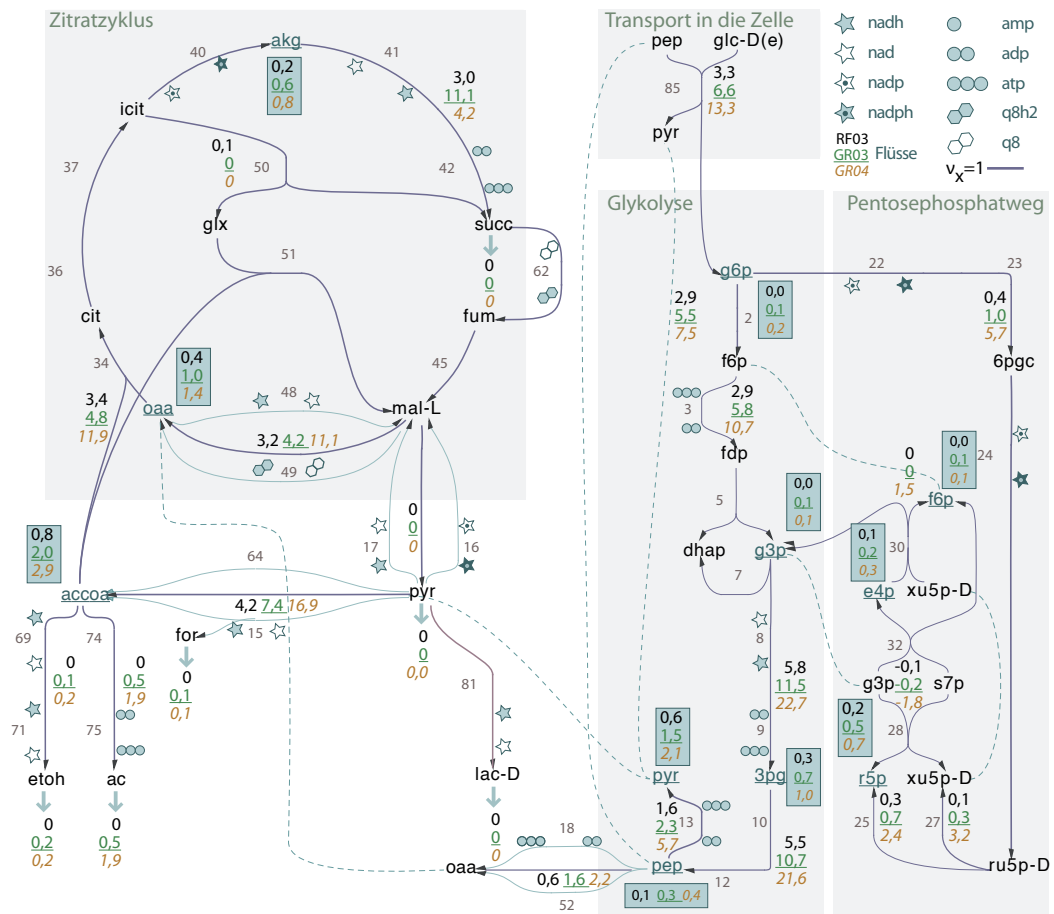 Zitratzyklus
Transport in die Zelle
nadh
nad
nadp
nadph
amp
adp
atp
q8h2
q8
RF03
GR03 Flüsse
GR04
νx=1
akg
0,2
0,6
0,8
40
41
3,0
11,1
4,2
icit
0,1
0
0
50
42
37
glx
succ
0
0
0
62
51
36
cit
fum
34
45
3,4
4,8
11,9
0,4
1,0
1,4
oaa
48
mal-L
3,2 4,2 11,1
49
pep
glc-D(e)
85
3,3
6,6
13,3
pyr
Glykolyse
Pentosephosphatweg
g6p
0,0
0,1
0,2
22
23
2,9
5,5
7,5
2
0,4
1,0
5,7
f6p
6pgc
3
2,9
5,8
10,7
fdp
0
0
1,5
0,0
0,1
0,1
24
f6p
5
0,0
0,1
0,1
dhap
g3p
7
0,1
0,2
0,3
30
e4p
xu5p-D
8
32
g3p
-0,1
-0,2
-1,8
s7p
5,8
11,5
22,7
9
0,2
0,5
0,7
28
r5p
xu5p-D
0,6
1,5
2,1
pyr
3pg
0,3
0,7
1,0
1,6
2,3
5,7
13
10
25
0,3
0,7
2,4
27
0,1
0,3
3,2
5,5
10,7
21,6
pep
12
0,1 0,3 0,4
ru5p-D
0,8
2,0
2,9
accoa
64
17
0
0
0
16
pyr
4,2 7,4 16,9
15
for
0
0,1
0,1
0
0
0,0
69
74
0
0,1
0,2
0
0,5
1,9
81
71
75
etoh
ac
lac-D
0
0,2
0,2
0
0,5
1,9
0
0
0
18
oaa
0,6 1,6 2,2
52